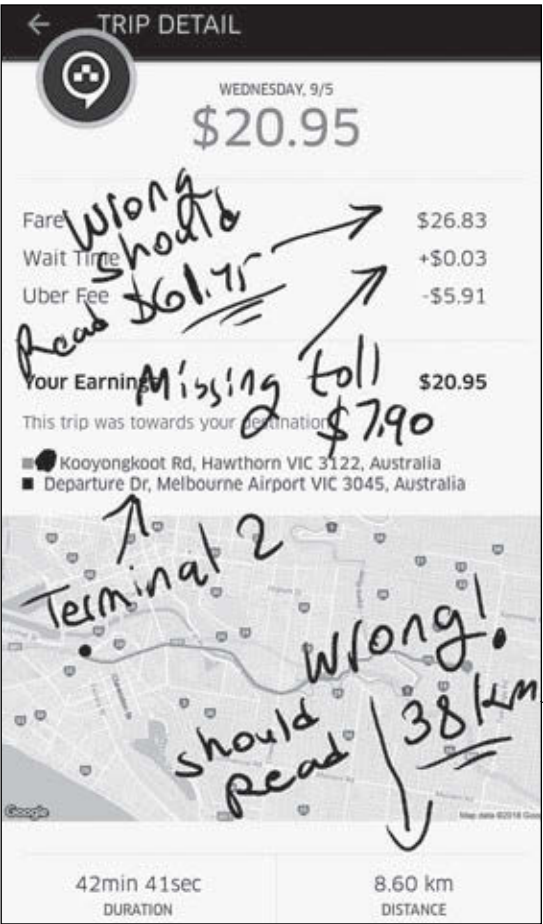 ← TRIP DETAIL
WEDNESDAY, 9/5
$20.95
Wrong
Fare $26.83
should
Wait Time +$0.03
Uber Fee -$5.91
Read $61.75
Your Earnings $20.95
Missing toll
$7.90
This trip was towards your destination
Kooyongkoot Rd, Hawthorn VIC 3122, Australia
Departure Dr, Melbourne Airport VIC 3045, Australia
Terminal 2
Wrong!
should
Read
38km
Google
Map data ©2018
42min 41sec 8.60 km
DURATION DISTANCE